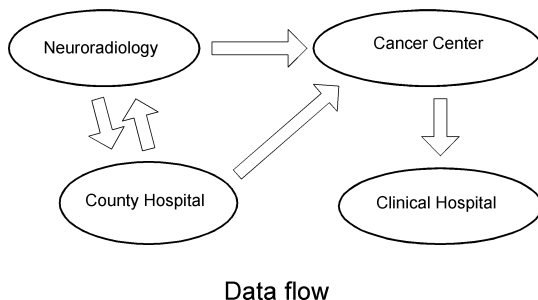 Neuroradiology
Cancer Center
County Hospital
Clinical Hospital
Data flow